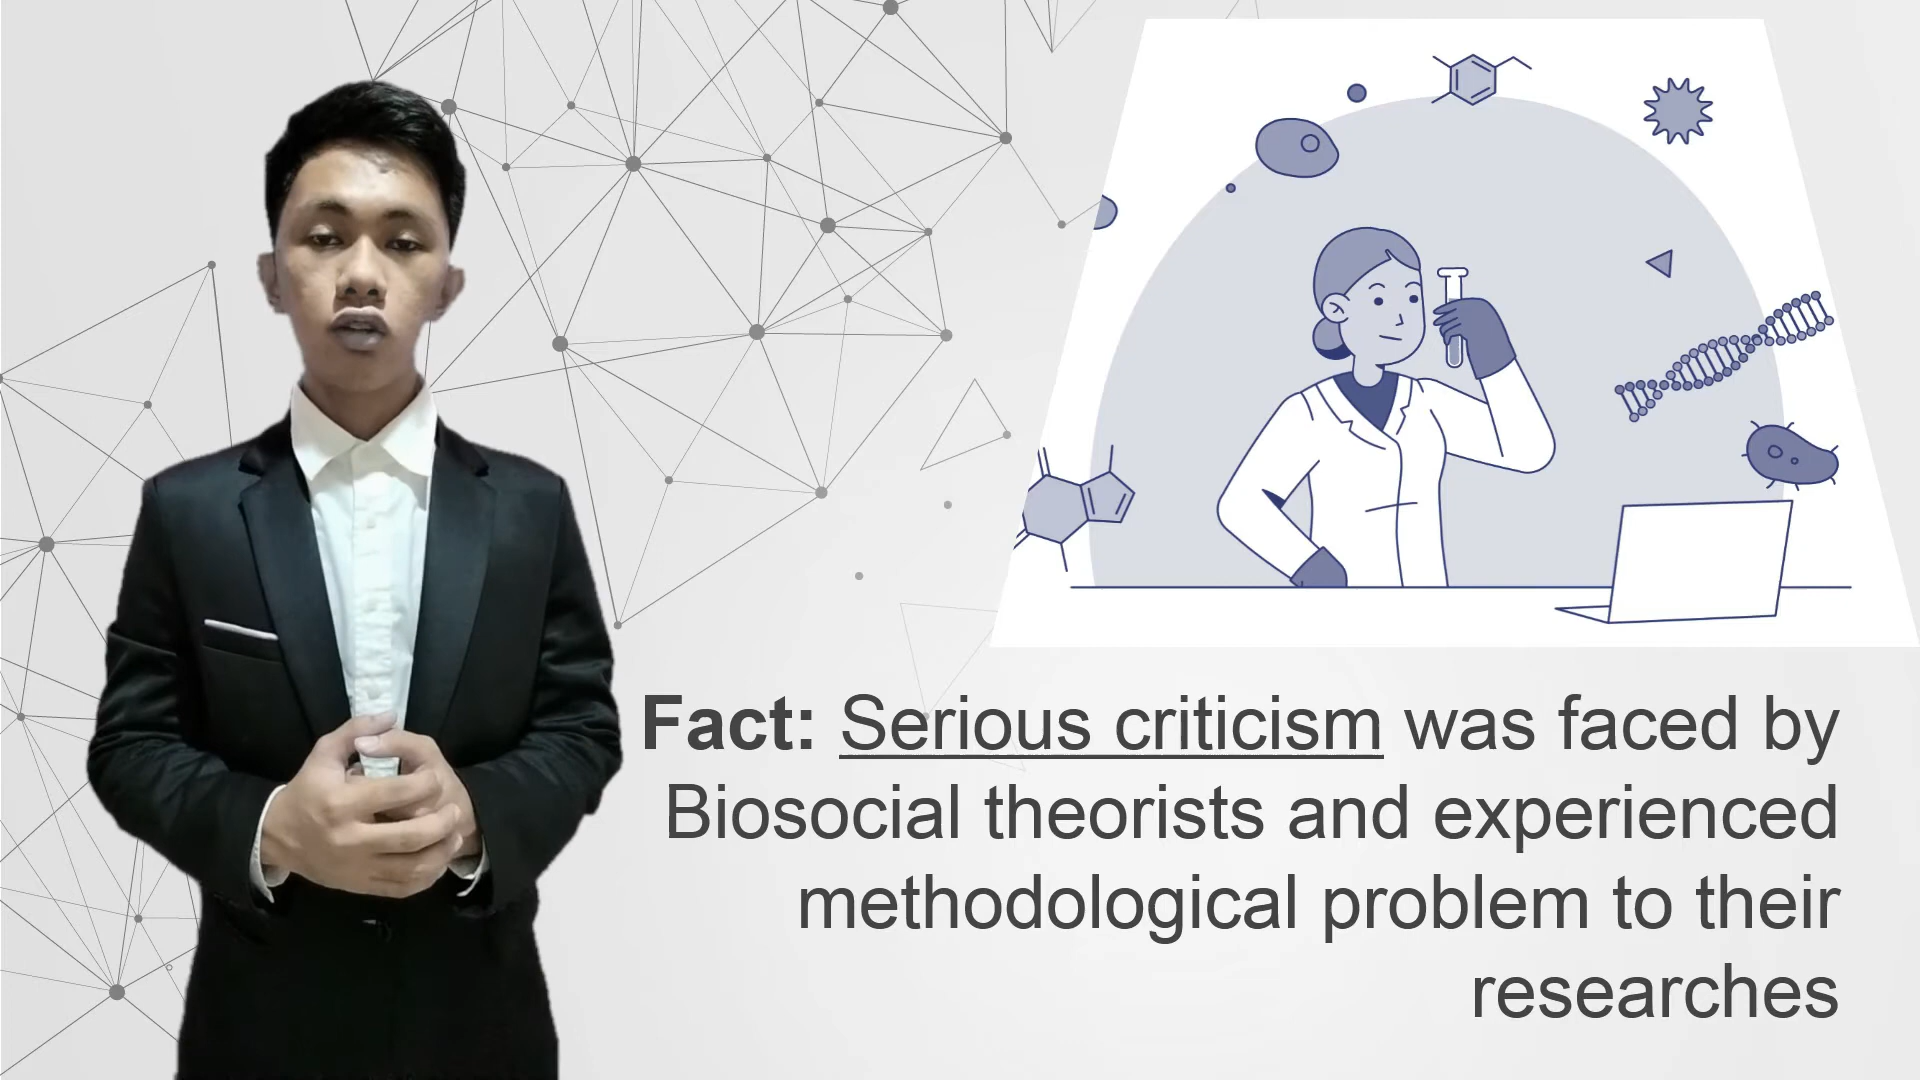 Fact: Serious criticism was faced by
Biosocial theorists and experienced
methodological problem to their
researches